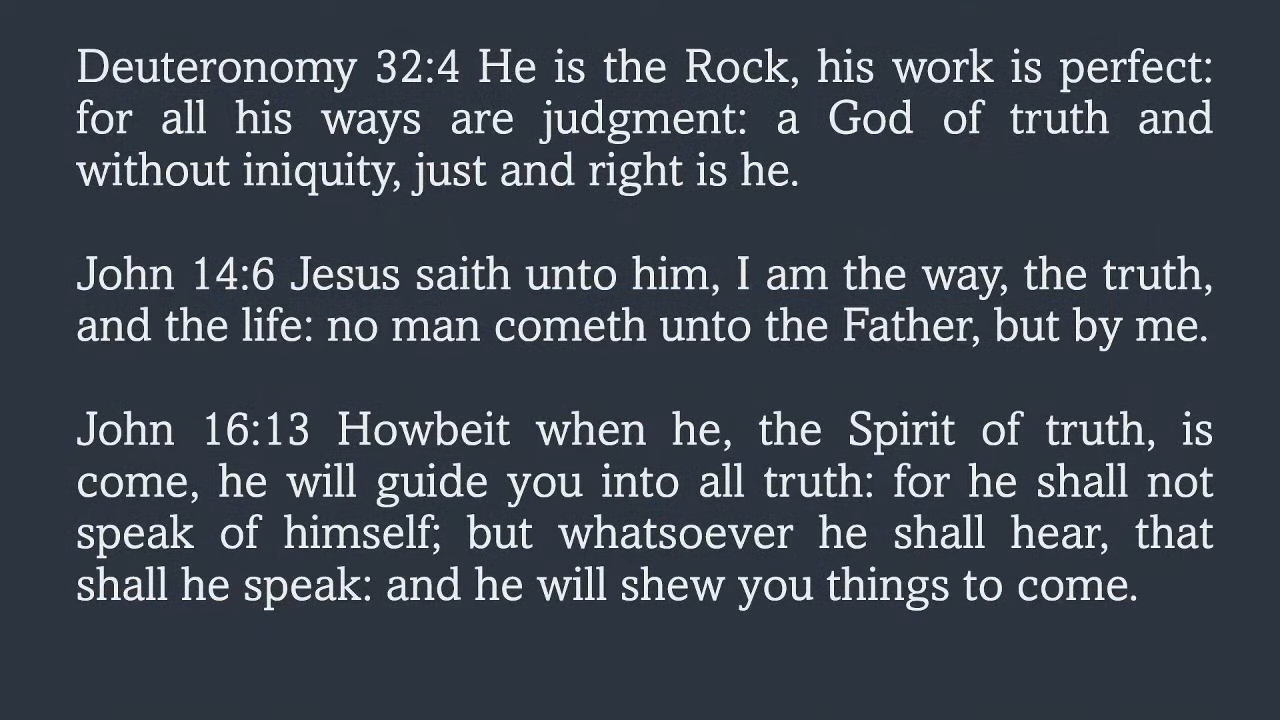 Deuteronomy 32:4 He is the Rock, his work is perfect:
for all his ways are judgment: a God of truth and
without iniquity, just and right is he.
John 14:6 Jesus saith unto him, I am the way, the truth,
and the life: no man cometh unto the Father, but by me.
John 16:13 Howbeit when he, the Spirit of truth, is
come, he will guide you into all truth: for he shall not
speak of himself; but whatsoever he shall hear, that
shall he speak: and he will shew you things to come.